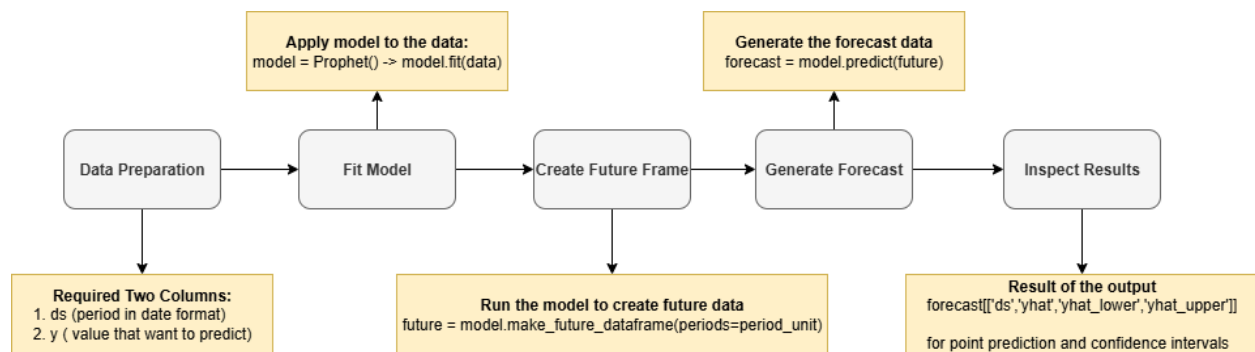 Apply model to the data:
model = Prophet() -> model.fit(data)
Generate the forecast data
forecast = model.predict(future)
Data Preparation
Fit Model
Create Future Frame
Generate Forecast
Inspect Results
Required Two Columns:
1. ds (period in date format)
2. y ( value that want to predict)
Run the model to create future data
future = model.make_future_dataframe(periods=period_unit)
Result of the output
forecast[['ds','yhat','yhat_lower','yhat_upper']]
for point prediction and confidence intervals